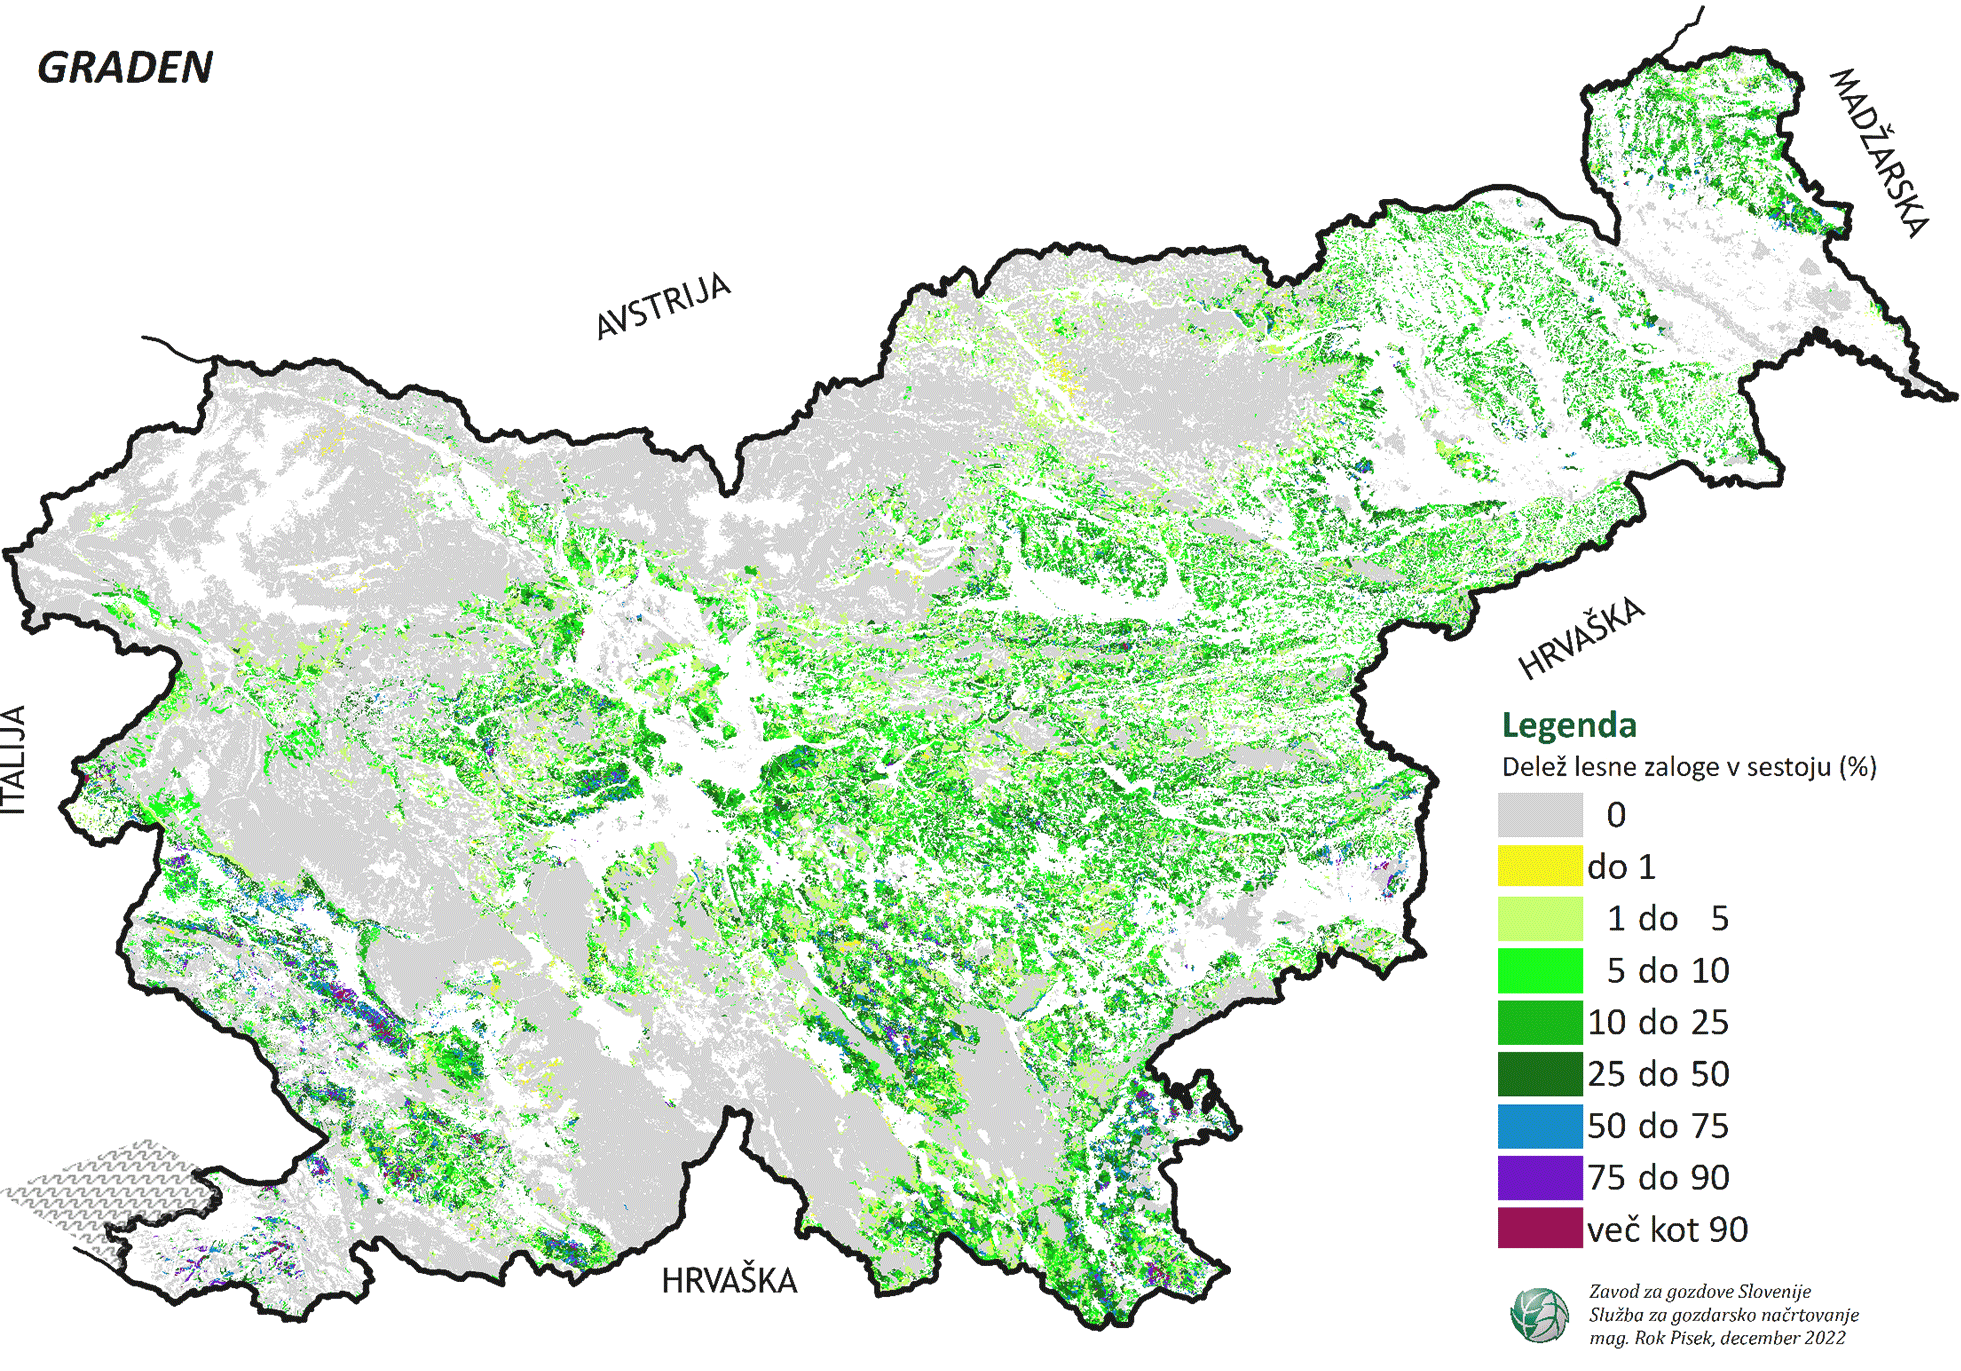 GRADEN
MADŽARSKA
AVSTRIJA
HRVAŠKA
ITALIJA
HRVAŠKA
Legenda
Delež lesne zaloge v sestoju (%)
0
do 1
1 do 5
5 do 10
10 do 25
25 do 50
50 do 75
75 do 90
več kot 90
Zavod za gozdove Slovenije
Služba za gozdarsko načrtovanje
mag. Rok Pisek, december 2022